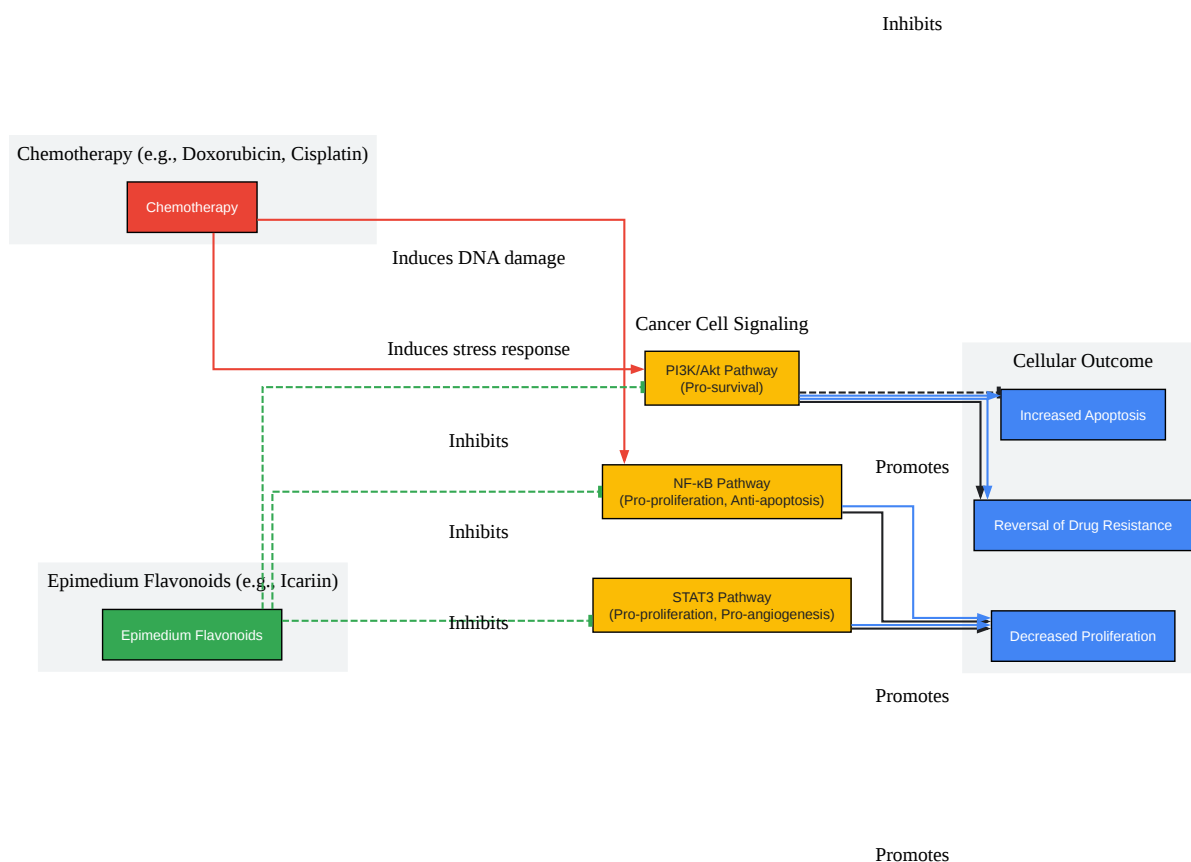 Inhibits
Chemotherapy (e.g., Doxorubicin, Cisplatin)
Chemotherapy
Induces DNA damage
Cancer Cell Signaling
Induces stress response
PI3K/Akt Pathway
(Pro-survival)
Cellular Outcome
Increased Apoptosis
Inhibits
Promotes
NF-κB Pathway
(Pro-proliferation, Anti-apoptosis)
Reversal of Drug Resistance
Inhibits
Epimedium Flavonoids (e.g., Icariin)
Epimedium Flavonoids
Inhibits
STAT3 Pathway
(Pro-proliferation, Pro-angiogenesis)
Decreased Proliferation
Promotes
Promotes